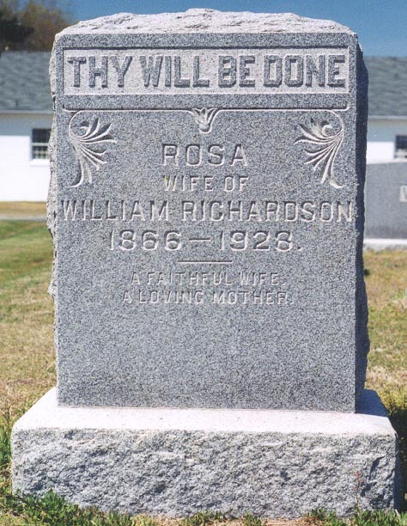 THY WILL BE DONE
ROSA
WIFE OF
WILLIAM RICHARDSON
1866 — 1928.
A FAITHFUL WIFE,
A LOVING MOTHER.